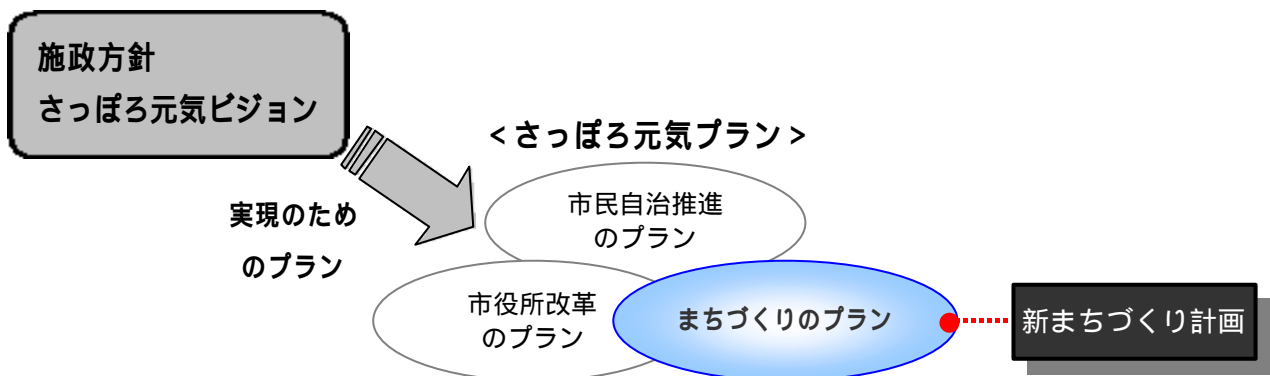 施政方針
さっぽろ元気ビジョン
<さっぽろ元気プラン>
実現のため
のプラン
市民自治推進
のプラン
市役所改革
のプラン
まちづくりのプラン
新まちづくり計画